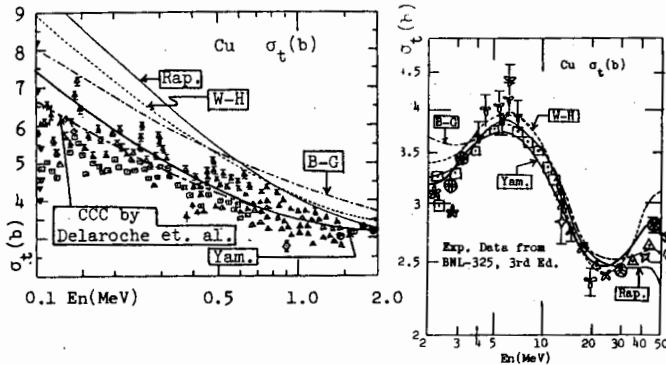 Cu σt(b)
9
8
7
6
5
4
3
σt(b)
Rap.
W-H
B-G
CCC by
Delaroche et. al.
Yam.
0.1 En(MeV) 0.5 1.0 2.0
σt(b)
Cu σt(b)
4.5
4
3.5
3
2.5
2
B-G
W-H
Yam.
Exp. Data from
BNL-325, 3rd Ed.
Rap.
2 3 4 5 10 20 30 40 50
En(MeV)